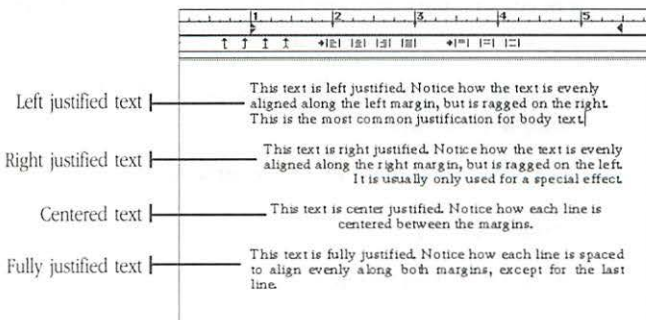 1 2 3 4 5
Left justified text
This text is left justified. Notice how the text is evenly
aligned along the left margin, but is ragged on the right.
This is the most common justification for body text.
Right justified text
This text is right justified. Notice how the text is evenly
aligned along the right margin, but is ragged on the left.
It is usually only used for a special effect.
Centered text
This text is center justified. Notice how each line is
centered between the margins.
Fully justified text
This text is fully justified. Notice how each line is spaced
to align evenly along both margins, except for the last
line.